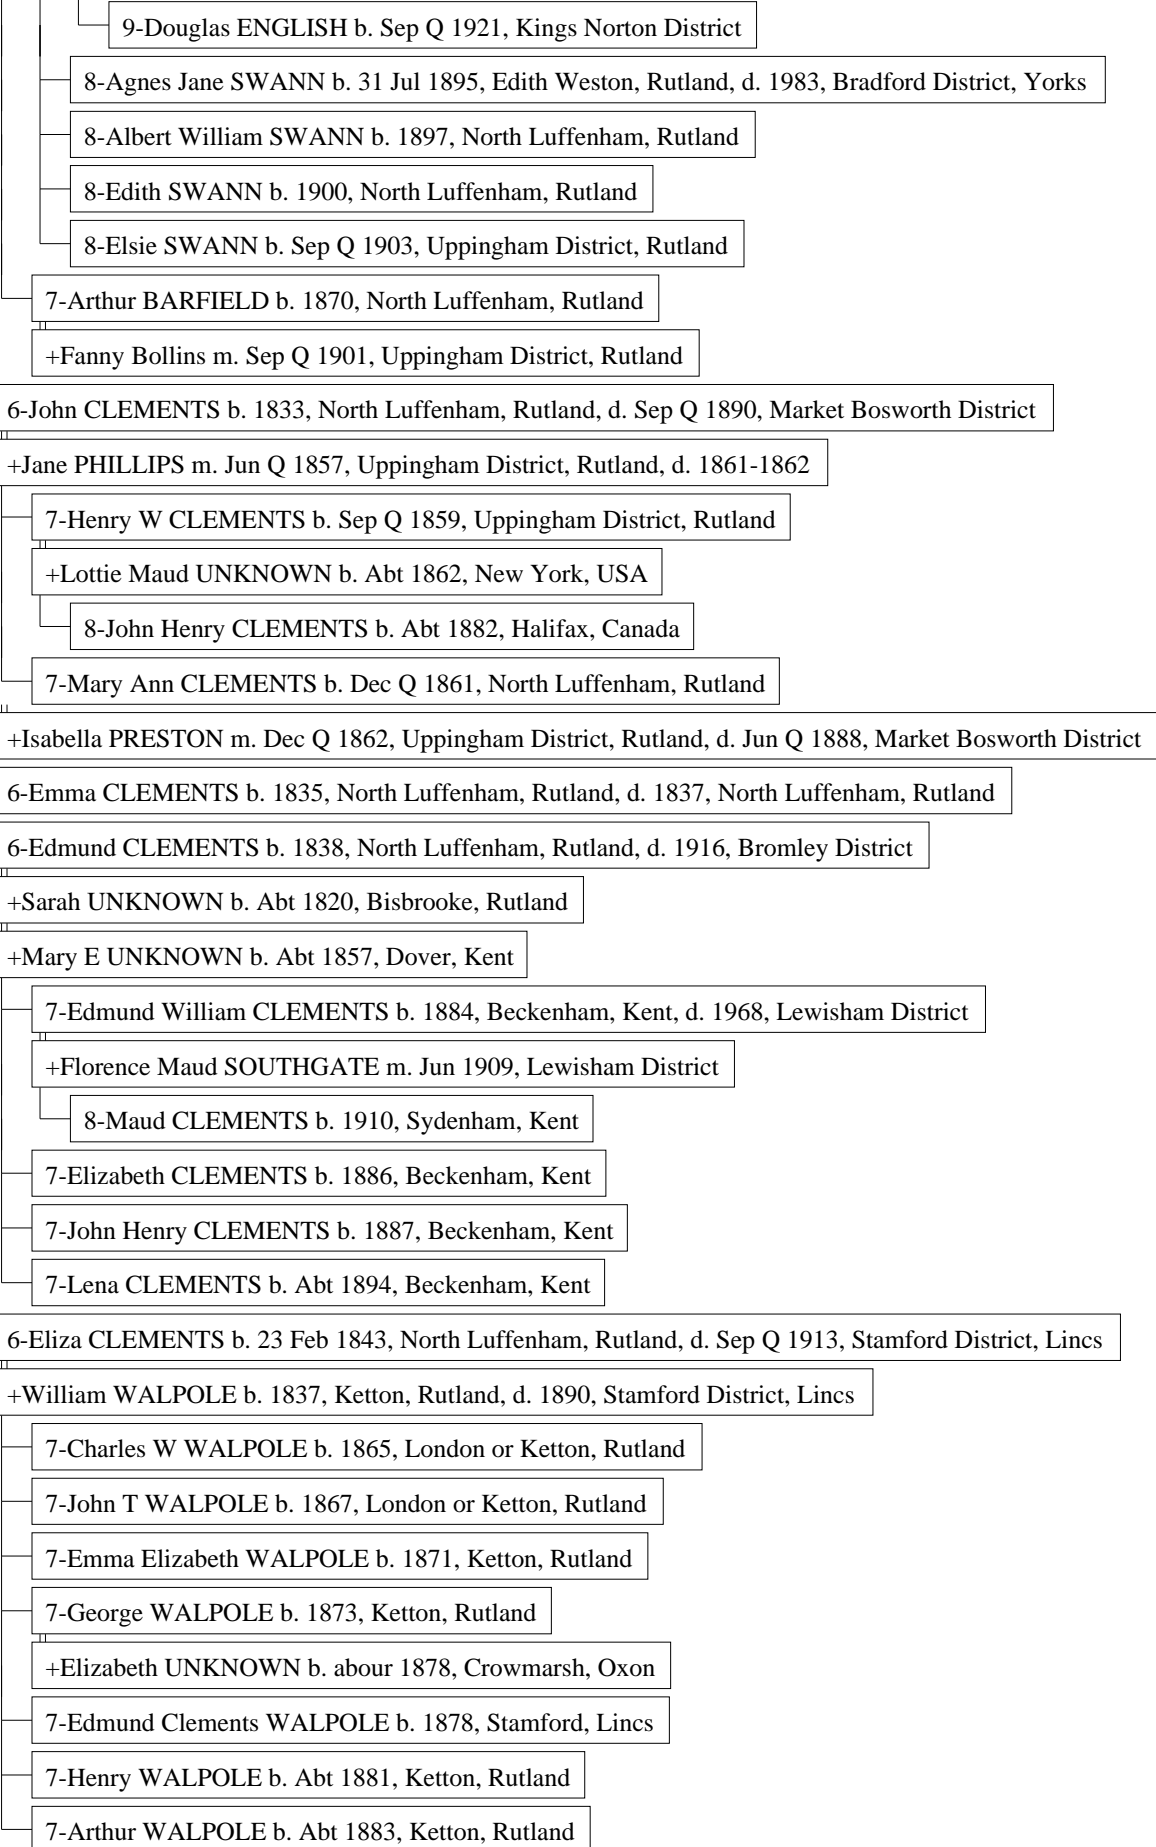 9-Douglas ENGLISH b. Sep Q 1921, Kings Norton District
8-Agnes Jane SWANN b. 31 Jul 1895, Edith Weston, Rutland, d. 1983, Bradford District, Yorks
8-Albert William SWANN b. 1897, North Luffenham, Rutland
8-Edith SWANN b. 1900, North Luffenham, Rutland
8-Elsie SWANN b. Sep Q 1903, Uppingham District, Rutland
7-Arthur BARFIELD b. 1870, North Luffenham, Rutland
+Fanny Bollins m. Sep Q 1901, Uppingham District, Rutland
6-John CLEMENTS b. 1833, North Luffenham, Rutland, d. Sep Q 1890, Market Bosworth District
+Jane PHILLIPS m. Jun Q 1857, Uppingham District, Rutland, d. 1861-1862
7-Henry W CLEMENTS b. Sep Q 1859, Uppingham District, Rutland
+Lottie Maud UNKNOWN b. Abt 1862, New York, USA
8-John Henry CLEMENTS b. Abt 1882, Halifax, Canada
7-Mary Ann CLEMENTS b. Dec Q 1861, North Luffenham, Rutland
+Isabella PRESTON m. Dec Q 1862, Uppingham District, Rutland, d. Jun Q 1888, Market Bosworth District
6-Emma CLEMENTS b. 1835, North Luffenham, Rutland, d. 1837, North Luffenham, Rutland
6-Edmund CLEMENTS b. 1838, North Luffenham, Rutland, d. 1916, Bromley District
+Sarah UNKNOWN b. Abt 1820, Bisbrooke, Rutland
+Mary E UNKNOWN b. Abt 1857, Dover, Kent
7-Edmund William CLEMENTS b. 1884, Beckenham, Kent, d. 1968, Lewisham District
+Florence Maud SOUTHGATE m. Jun 1909, Lewisham District
8-Maud CLEMENTS b. 1910, Sydenham, Kent
7-Elizabeth CLEMENTS b. 1886, Beckenham, Kent
7-John Henry CLEMENTS b. 1887, Beckenham, Kent
7-Lena CLEMENTS b. Abt 1894, Beckenham, Kent
6-Eliza CLEMENTS b. 23 Feb 1843, North Luffenham, Rutland, d. Sep Q 1913, Stamford District, Lincs
+William WALPOLE b. 1837, Ketton, Rutland, d. 1890, Stamford District, Lincs
7-Charles W WALPOLE b. 1865, London or Ketton, Rutland
7-John T WALPOLE b. 1867, London or Ketton, Rutland
7-Emma Elizabeth WALPOLE b. 1871, Ketton, Rutland
7-George WALPOLE b. 1873, Ketton, Rutland
+Elizabeth UNKNOWN b. abour 1878, Crowmarsh, Oxon
7-Edmund Clements WALPOLE b. 1878, Stamford, Lincs
7-Henry WALPOLE b. Abt 1881, Ketton, Rutland
7-Arthur WALPOLE b. Abt 1883, Ketton, Rutland